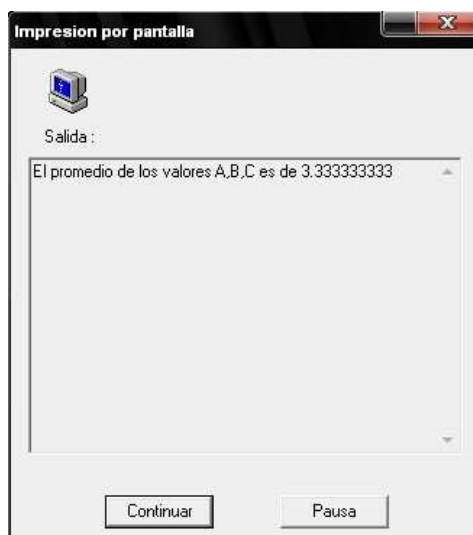 Impresion por pantalla
Salida :
El promedio de los valores A,B,C es de 3.333333333
Continuar
Pausa